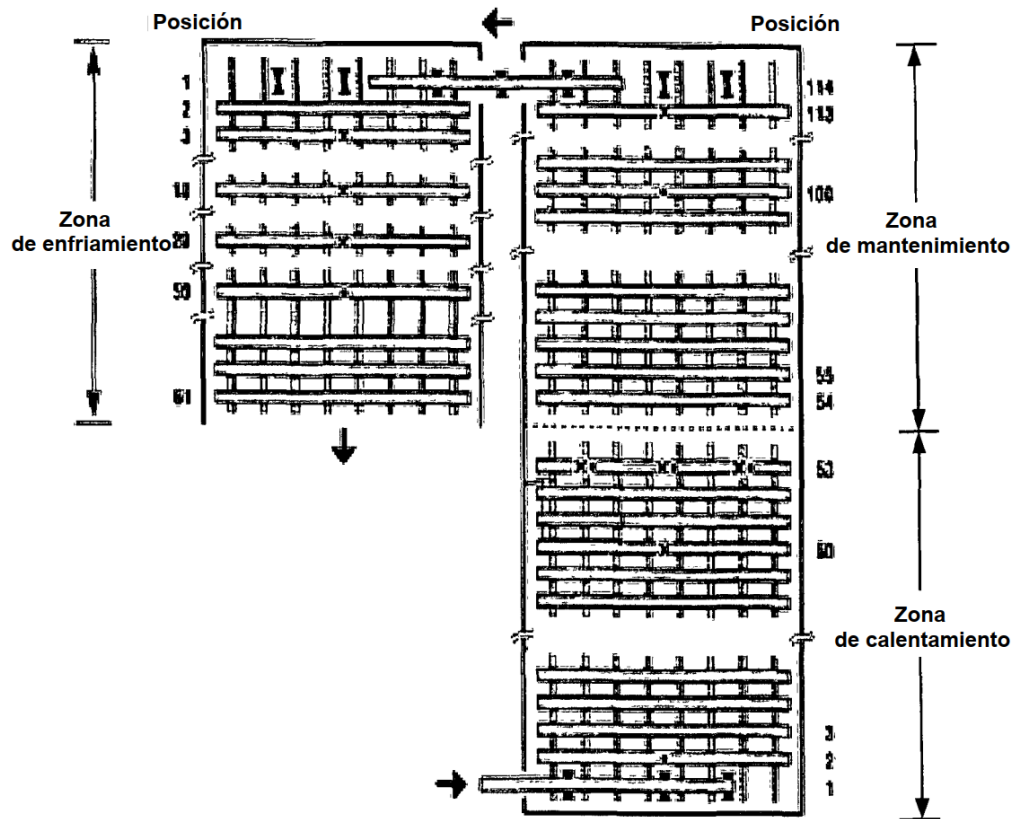 Posición
Posición
1
2
3
10
Zona
de enfriamiento
50
61
114
113
100
Zona
de mantenimiento
55
54
53
50
Zona
de calentamiento
3
2
1